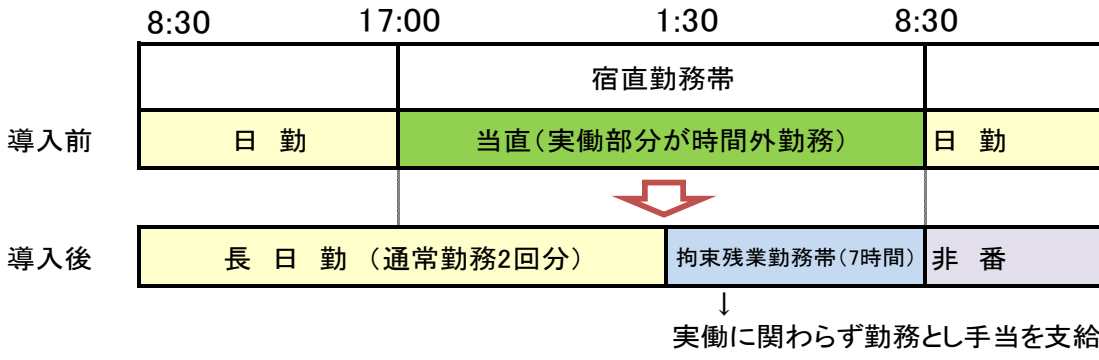 8:30 17:00 1:30 8:30
宿直勤務帯
導入前 日 勤 当直(実働部分が時間外勤務) 日 勤
導入後 長 日 勤 (通常勤務2回分) 拘束残業勤務帯(7時間) 非 番
↓
実働に関わらず勤務とし手当を支給